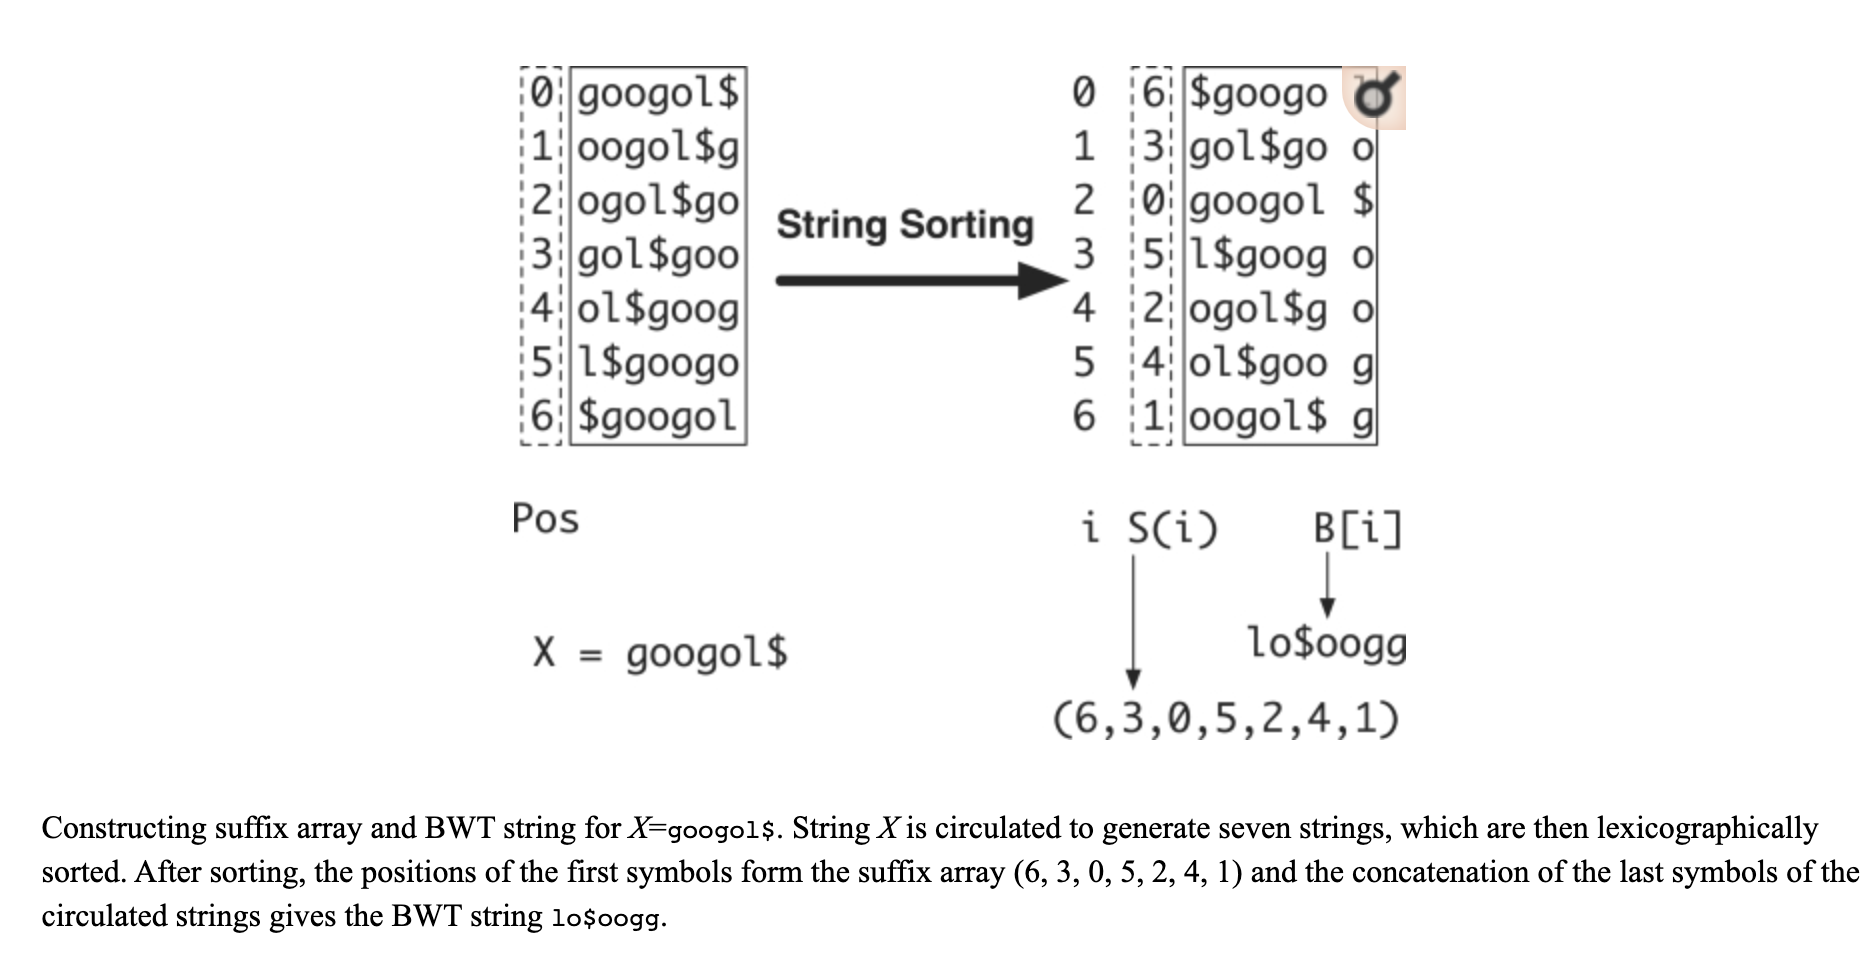 0 googol$
1 oogol$g
2 ogol$go
3 gol$goo
4 ol$goog
5 l$googo
6 $googol
Pos
X = googol$
String Sorting
0 6 $googo
1 3 gol$go o
2 0 googol $
3 5 l$goog o
4 2 ogol$g o
5 4 ol$goo g
6 1 oogol$ g
i S(i) B[i]
lo$oogg
(6,3,0,5,2,4,1)
Constructing suffix array and BWT string for X=googol$. String X is circulated to generate seven strings, which are then lexicographically
sorted. After sorting, the positions of the first symbols form the suffix array (6, 3, 0, 5, 2, 4, 1) and the concatenation of the last symbols of the
circulated strings gives the BWT string lo$oogg.